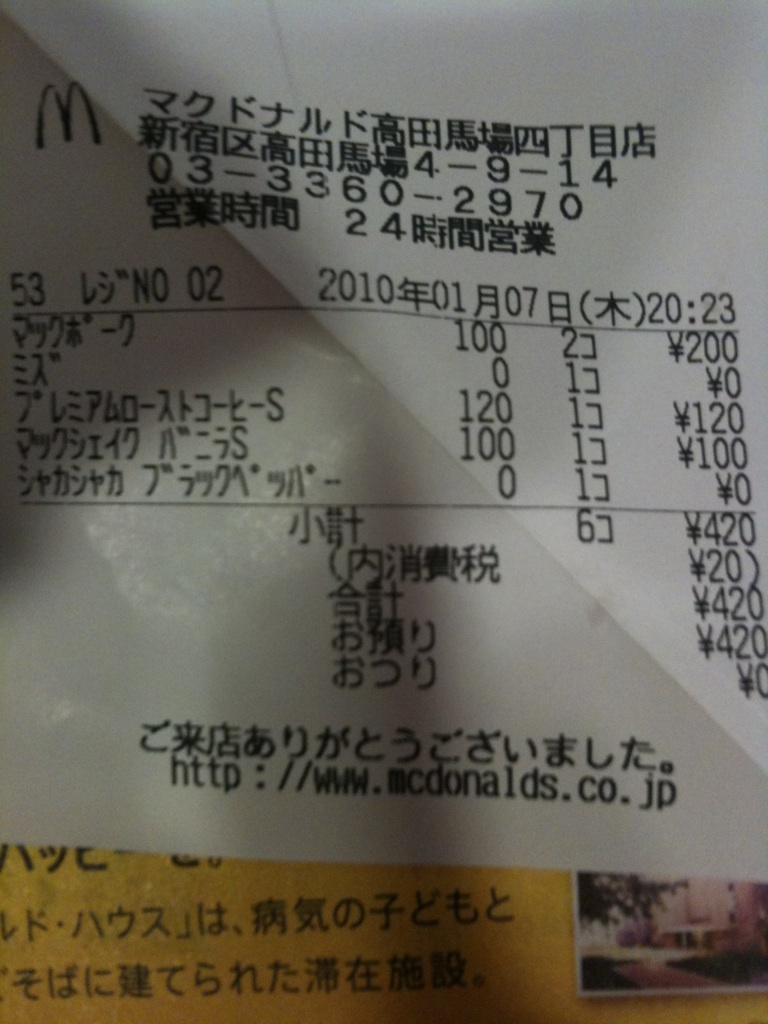 マクドナルド高田馬場四丁目店
新宿区高田馬場4-9-14
03-3360-2970
営業時間 24時間営業
53 ﾚｼﾞNO 02 2010年01月07日(木)20:23
ﾏｯｸﾎﾟｰｸ 100 2ｺ ¥200
ﾐｽﾞ 0 1ｺ ¥0
ﾌﾟﾚﾐｱﾑﾛｰｽﾄｺｰﾋｰS 120 1ｺ ¥120
ﾏｯｸｼｪｲｸ ﾊﾞﾆﾗS 100 1ｺ ¥100
ｼｬｶｼｬｶ ﾌﾞﾗｯｸﾍﾟｯﾊﾟｰ 0 1ｺ ¥0
小計 6ｺ ¥420
(内消費税 ¥20)
合計 ¥420
お預り ¥420
おつり ¥0
ご来店ありがとうございました。
http://www.mcdonalds.co.jp
ハッピー
ルド・ハウス」は、病気の子どもと
そばに建てられた滞在施設。